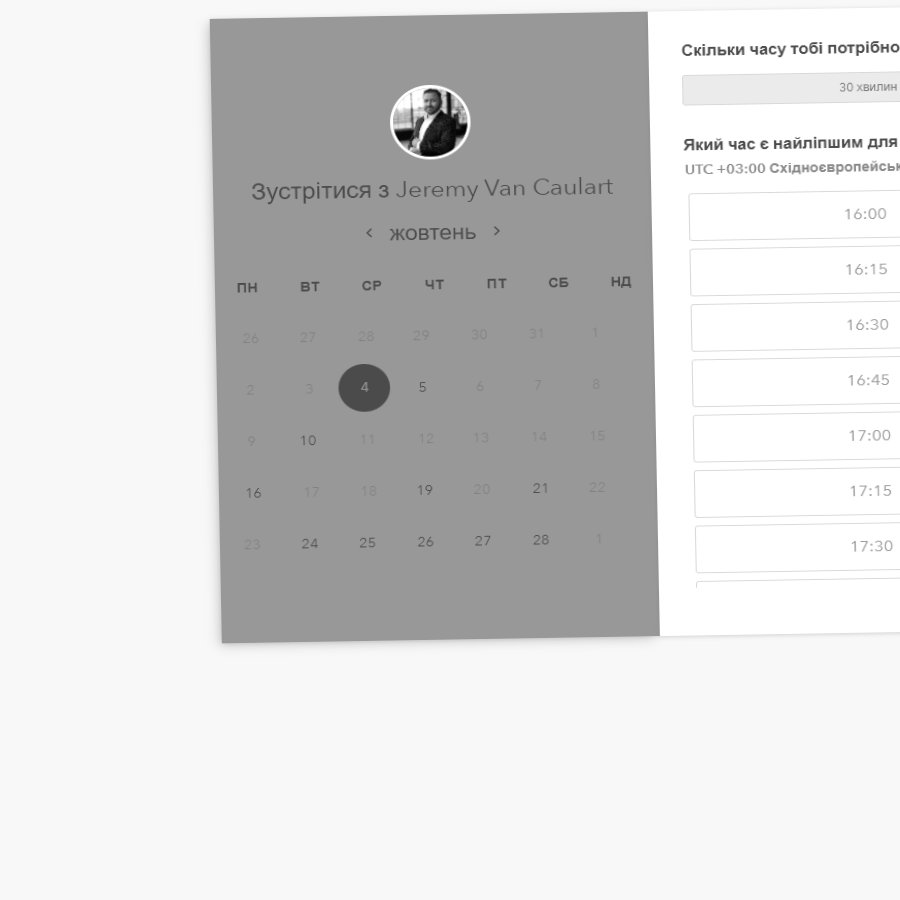 Зустрітися з Jeremy Van Caulart
‹ жовтень ›
ПН ВТ СР ЧТ ПТ СБ НД
26 27 28 29 30 31 1
2 3 4 5 6 7 8
9 10 11 12 13 14 15
16 17 18 19 20 21 22
23 24 25 26 27 28 1
Скільки часу тобі потрібно
30 хвилин
Який час є найліпшим для
UTC +03:00 Східноєвропейськ
16:00
16:15
16:30
16:45
17:00
17:15
17:30